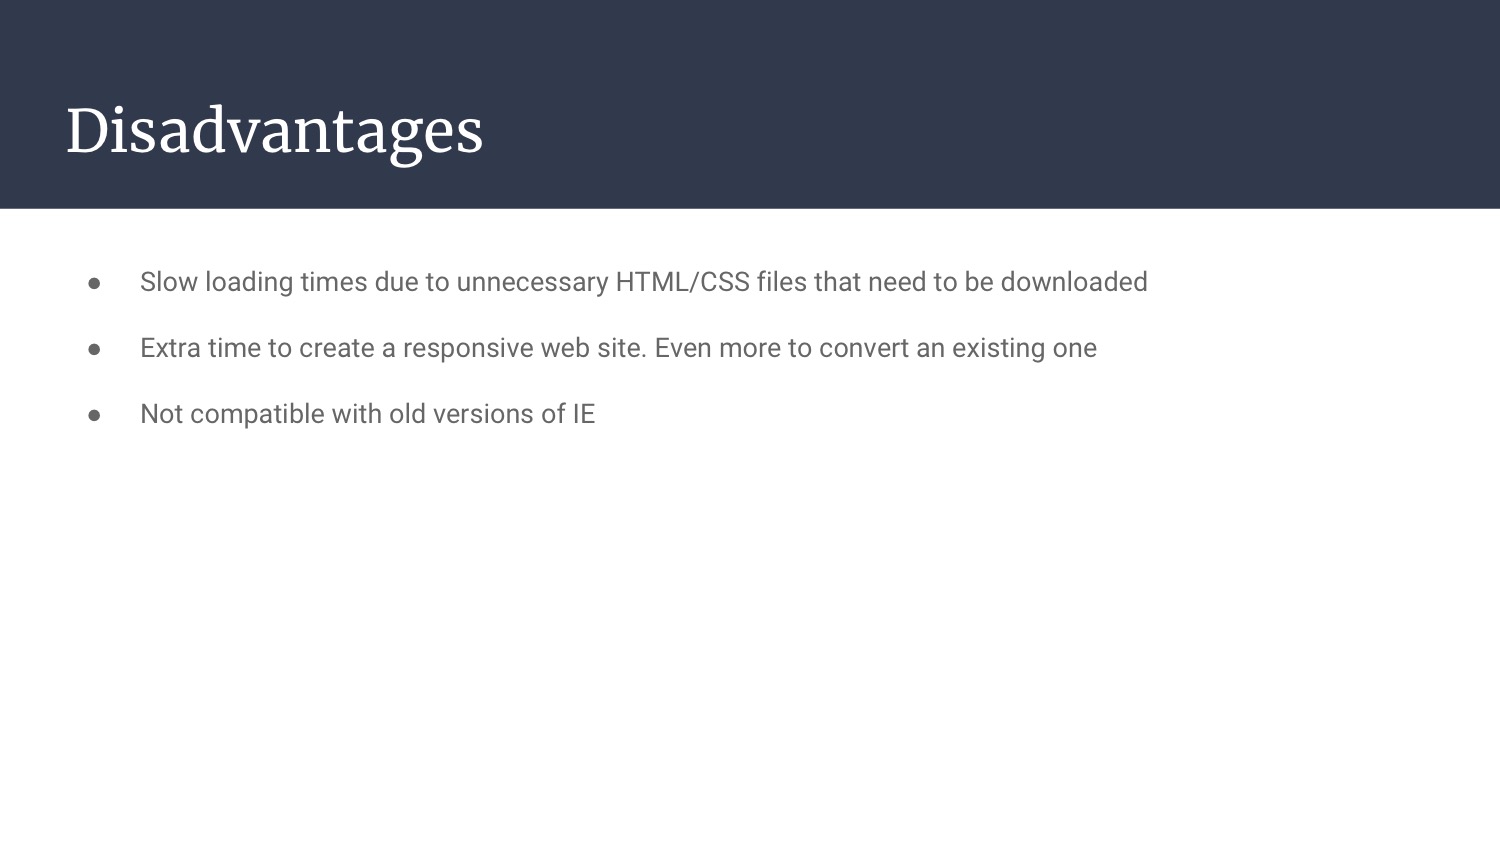 Disadvantages
● Slow loading times due to unnecessary HTML/CSS files that need to be downloaded
● Extra time to create a responsive web site. Even more to convert an existing one
● Not compatible with old versions of IE